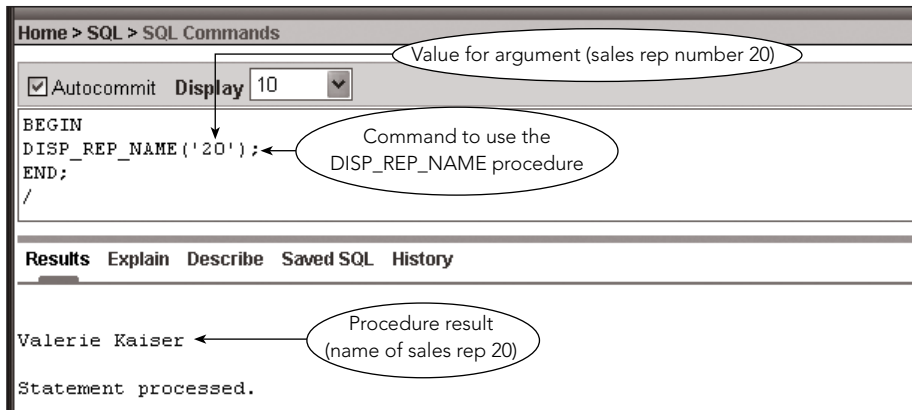 Home > SQL > SQL Commands
Value for argument (sales rep number 20)
Autocommit Display 10
BEGIN
DISP_REP_NAME('20');
END;
/
Command to use the
DISP_REP_NAME procedure
Results Explain Describe Saved SQL History
Valerie Kaiser
Procedure result
(name of sales rep 20)
Statement processed.